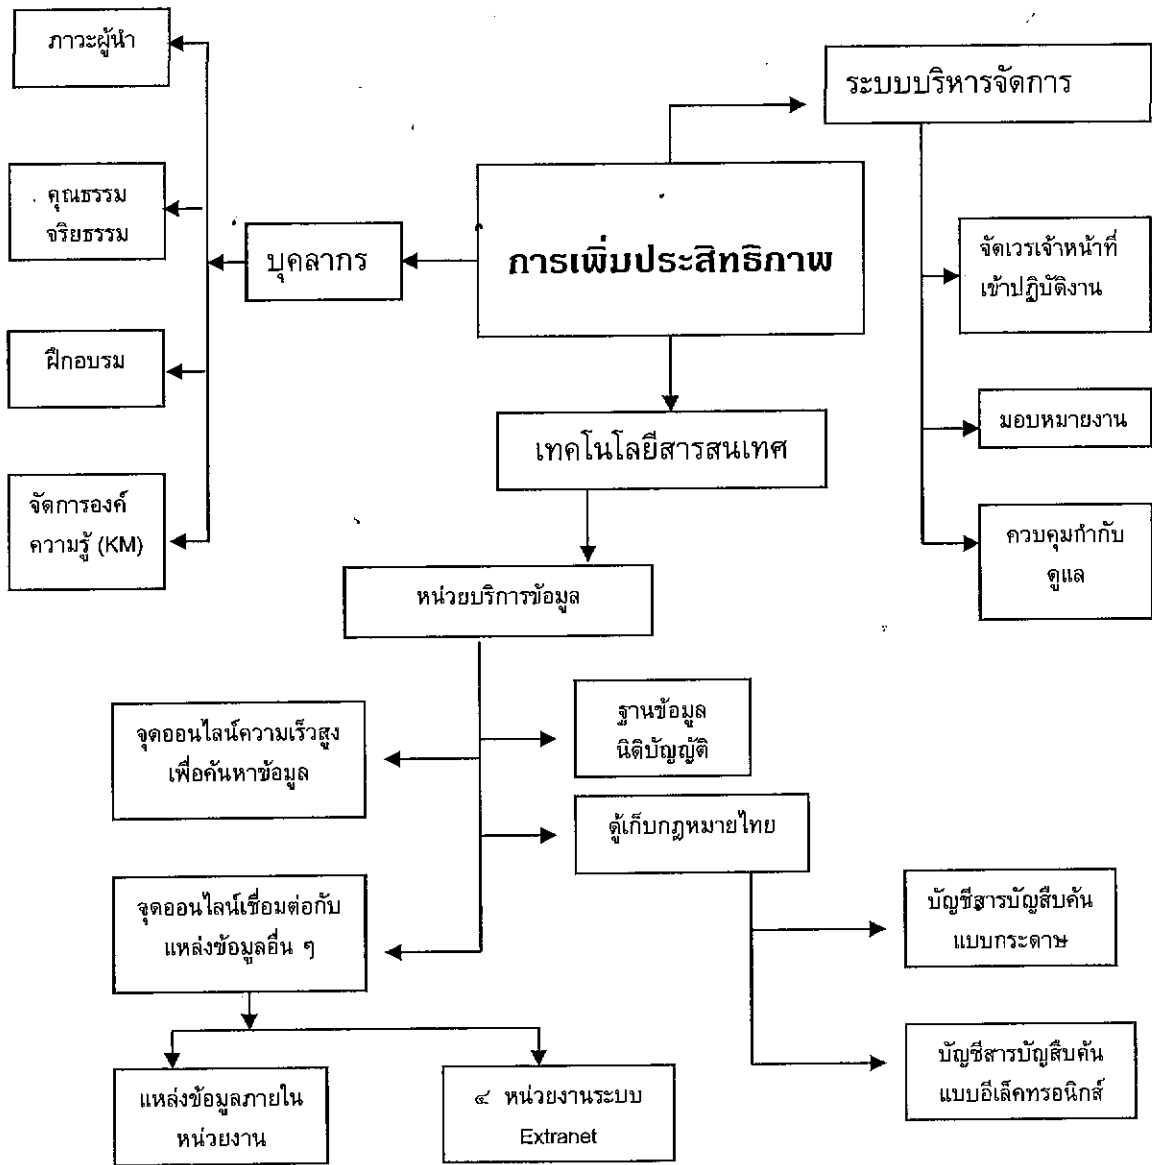 ภาวะผู้นำ
ระบบบริหารจัดการ
คุณธรรม
จริยธรรม
บุคลากร
การเพิ่มประสิทธิภาพ
จัดเวรเจ้าหน้าที่
เข้าปฏิบัติงาน
ฝึกอบรม
เทคโนโลยีสารสนเทศ
มอบหมายงาน
จัดการองค์
ความรู้ (KM)
ควบคุมกำกับ
ดูแล
หน่วยบริการข้อมูล
จุดออนไลน์ความเร็วสูง
เพื่อค้นหาข้อมูล
ฐานข้อมูล
นิติบัญญัติ
ตู้เก็บกฎหมายไทย
จุดออนไลน์เชื่อมต่อกับ
แหล่งข้อมูลอื่น ๆ
บัญชีสารบัญสืบค้น
แบบกระดาษ
บัญชีสารบัญสืบค้น
แบบอีเล็คทรอนิกส์
แหล่งข้อมูลภายใน
หน่วยงาน
๔ หน่วยงานระบบ
Extranet